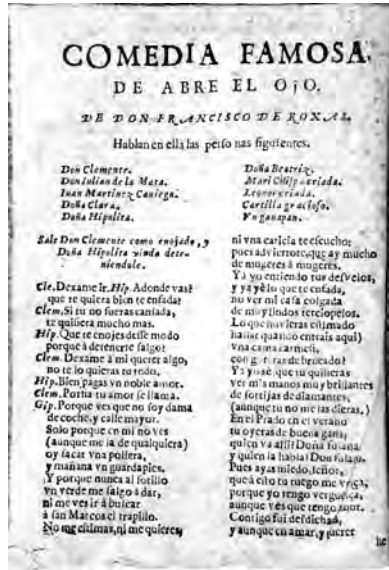 COMEDIA FAMOSA.
DE ABRE EL OJO.
DE DON FRANCISCO DE ROXAS.
Hablan en ella las personas siguientes.
Don Clemente.
Don Iulian de la Mata.
Iuan Martinez Caniego.
Doña Clara.
Doña Hipolita.
Doña Beatriz.
Mari Chispa criada.
Leonor criada.
Cartilla gracioso.
Vn ganapan.
Sale Don Clemente como enojado, y
Doña Hipolita viuda dete-
niendole.
Cle. Dexame ir. Hip. Adonde vas?
que te quiera bien te enfada?
Clem. Si tu no fueras cansada,
te quisiera mucho mas.
Hip. Que te enojes desse modo
porque à detenerte salgo?
Clem. Dexame à mi querer algo,
no te lo quieras tu todo.
Hip. Bien pagas vn noble amor.
Clem. Porfia tu amor se llama.
Hip. Porque ves que no soy dama
de coche, y calle mayor.
Solo porque en mi no ves
(aunque me la dè qualquiera)
oy sacar vna pollera,
y mañana vn guardapies.
Y porque nunca al sotillo
vn verde me salgo à dar,
ni me ves ir à buscar
à san Marcos el trapillo.
No me estimas, ni me quieres,
ni vna caricia te escucho:
pues advierte, que ay mucho
de mugeres à mugeres.
Ya yo entiendo tus desvelos,
y ya yè lo que te enfada,
no ver mi casa colgada
de muy lindos terciopelos.
Lo que huvieras estimado
hallar quando entrais aqui)
vna cama carmesi,
con goteras de brocado?
Ya yo sè, que tu quisieras
ver mis manos muy brillantes
de sortijas de diamantes,
(aunque tu no me las dieras.)
En el Prado en el verano
tu oyeras de buena gana,
quien va alli? Doña fulana
y quien la habla? Don fulano.
Pues ayas miedo, señor,
que à esto tu ruego me
porque yo tengo verguença,
aunque ves que tengo amor.
Contigo fui desdichada,
y aunque en amar, y querer
he